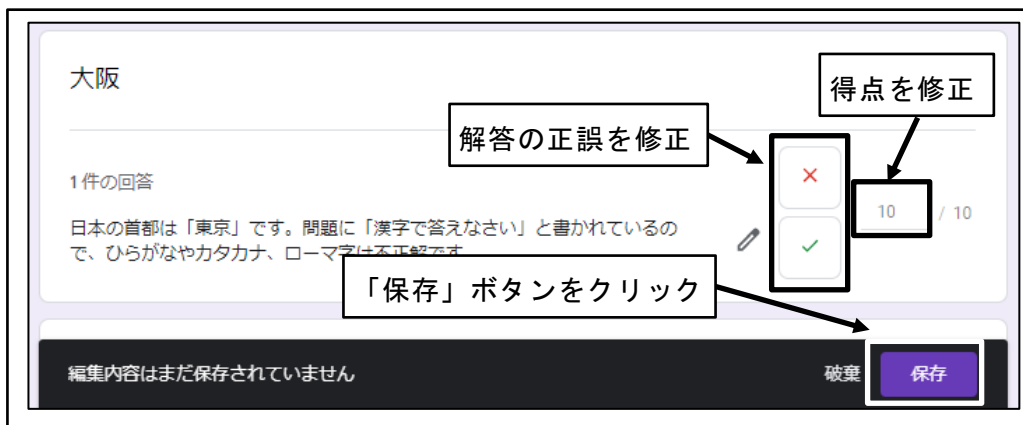 大阪
得点を修正
解答の正誤を修正
1件の回答
10 / 10
日本の首都は「東京」です。問題に「漢字で答えなさい」と書かれているの
で、ひらがなやカタカナ、ローマ字は不正解です
「保存」ボタンをクリック
編集内容はまだ保存されていません
破棄
保存